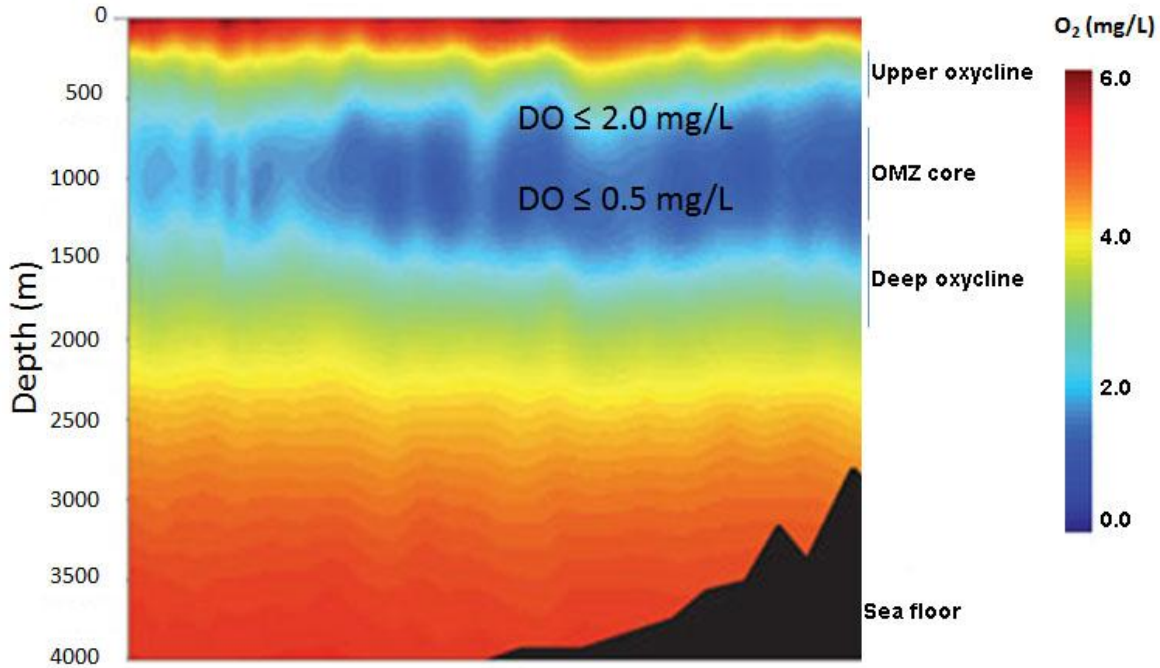 Depth (m)
0
500
1000
1500
2000
2500
3000
3500
4000
DO ≤ 2.0 mg/L
DO ≤ 0.5 mg/L
Upper oxycline
OMZ core
Deep oxycline
Sea floor
O₂ (mg/L)
6.0
4.0
2.0
0.0